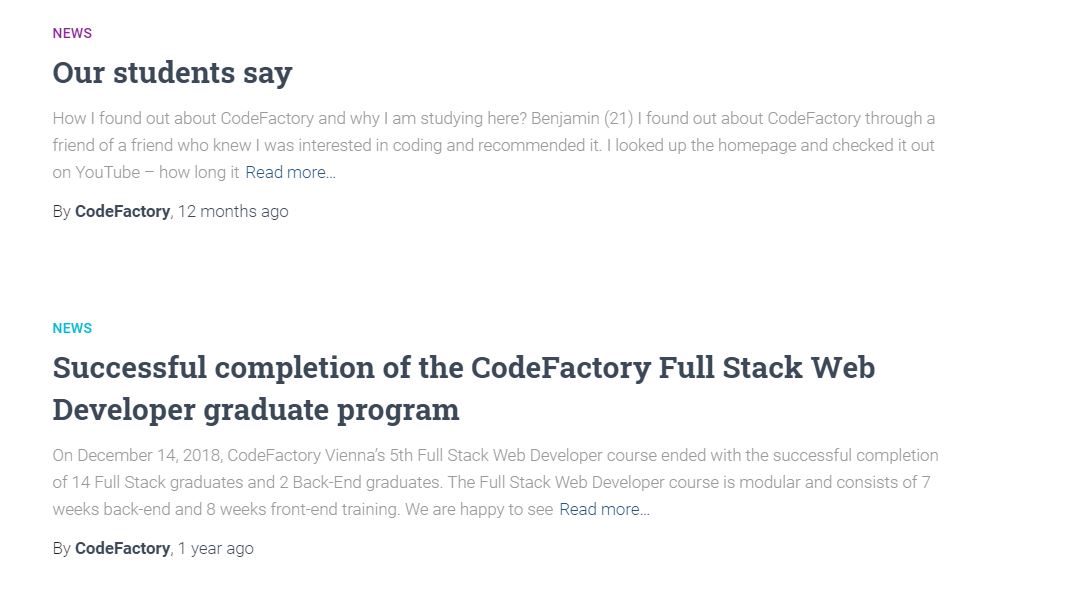 NEWS
Our students say
How I found out about CodeFactory and why I am studying here? Benjamin (21) I found out about CodeFactory through a
friend of a friend who knew I was interested in coding and recommended it. I looked up the homepage and checked it out
on YouTube – how long it Read more…
By CodeFactory, 12 months ago
NEWS
Successful completion of the CodeFactory Full Stack Web
Developer graduate program
On December 14, 2018, CodeFactory Vienna’s 5th Full Stack Web Developer course ended with the successful completion
of 14 Full Stack graduates and 2 Back-End graduates. The Full Stack Web Developer course is modular and consists of 7
weeks back-end and 8 weeks front-end training. We are happy to see Read more…
By CodeFactory, 1 year ago